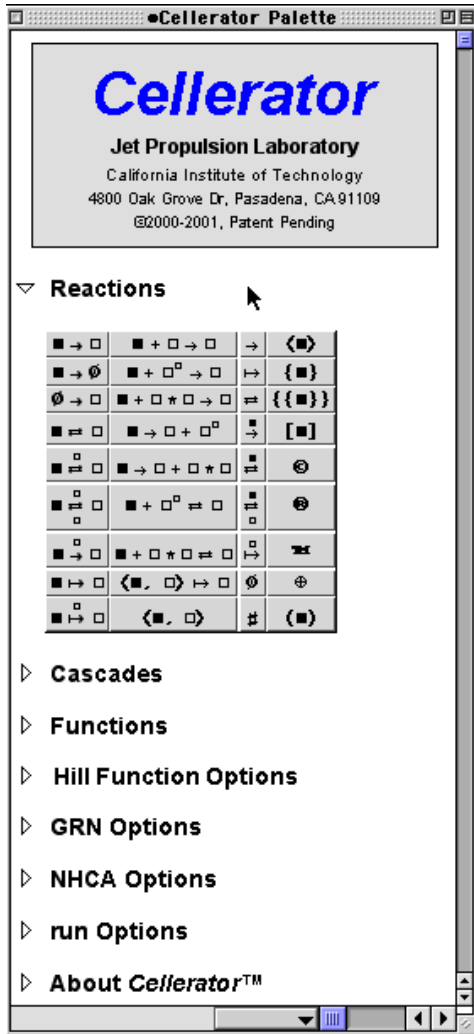 Cellerator Palette
Cellerator
Jet Propulsion Laboratory
California Institute of Technology
4800 Oak Grove Dr, Pasadena, CA 91109
©2000-2001, Patent Pending
Reactions
■ → □ ■ + □ → □ → ⟨■⟩
■ → ø ■ + □^□ → □ ↦ {■}
ø → □ ■ + □ * □ → □ ⇄ {{■}}
■ ⇌ □ ■ → □ + □^□ ■→ [■]
■ □⇄ □ ■ → □ + □ * □ ■⇄ ©
■ □⇄□ □ ■ + □^□ ⇌ □ ■⇄□ ®
■ □→ □ ■ + □ * □ ⇌ □ □↦
■ ↦ □ ⟨■, □⟩ ↦ □ ø ⊕
■ □↦ □ ⟨■, □⟩ ♯ (■)
Cascades
Functions
Hill Function Options
GRN Options
NHCA Options
run Options
About Cellerator™